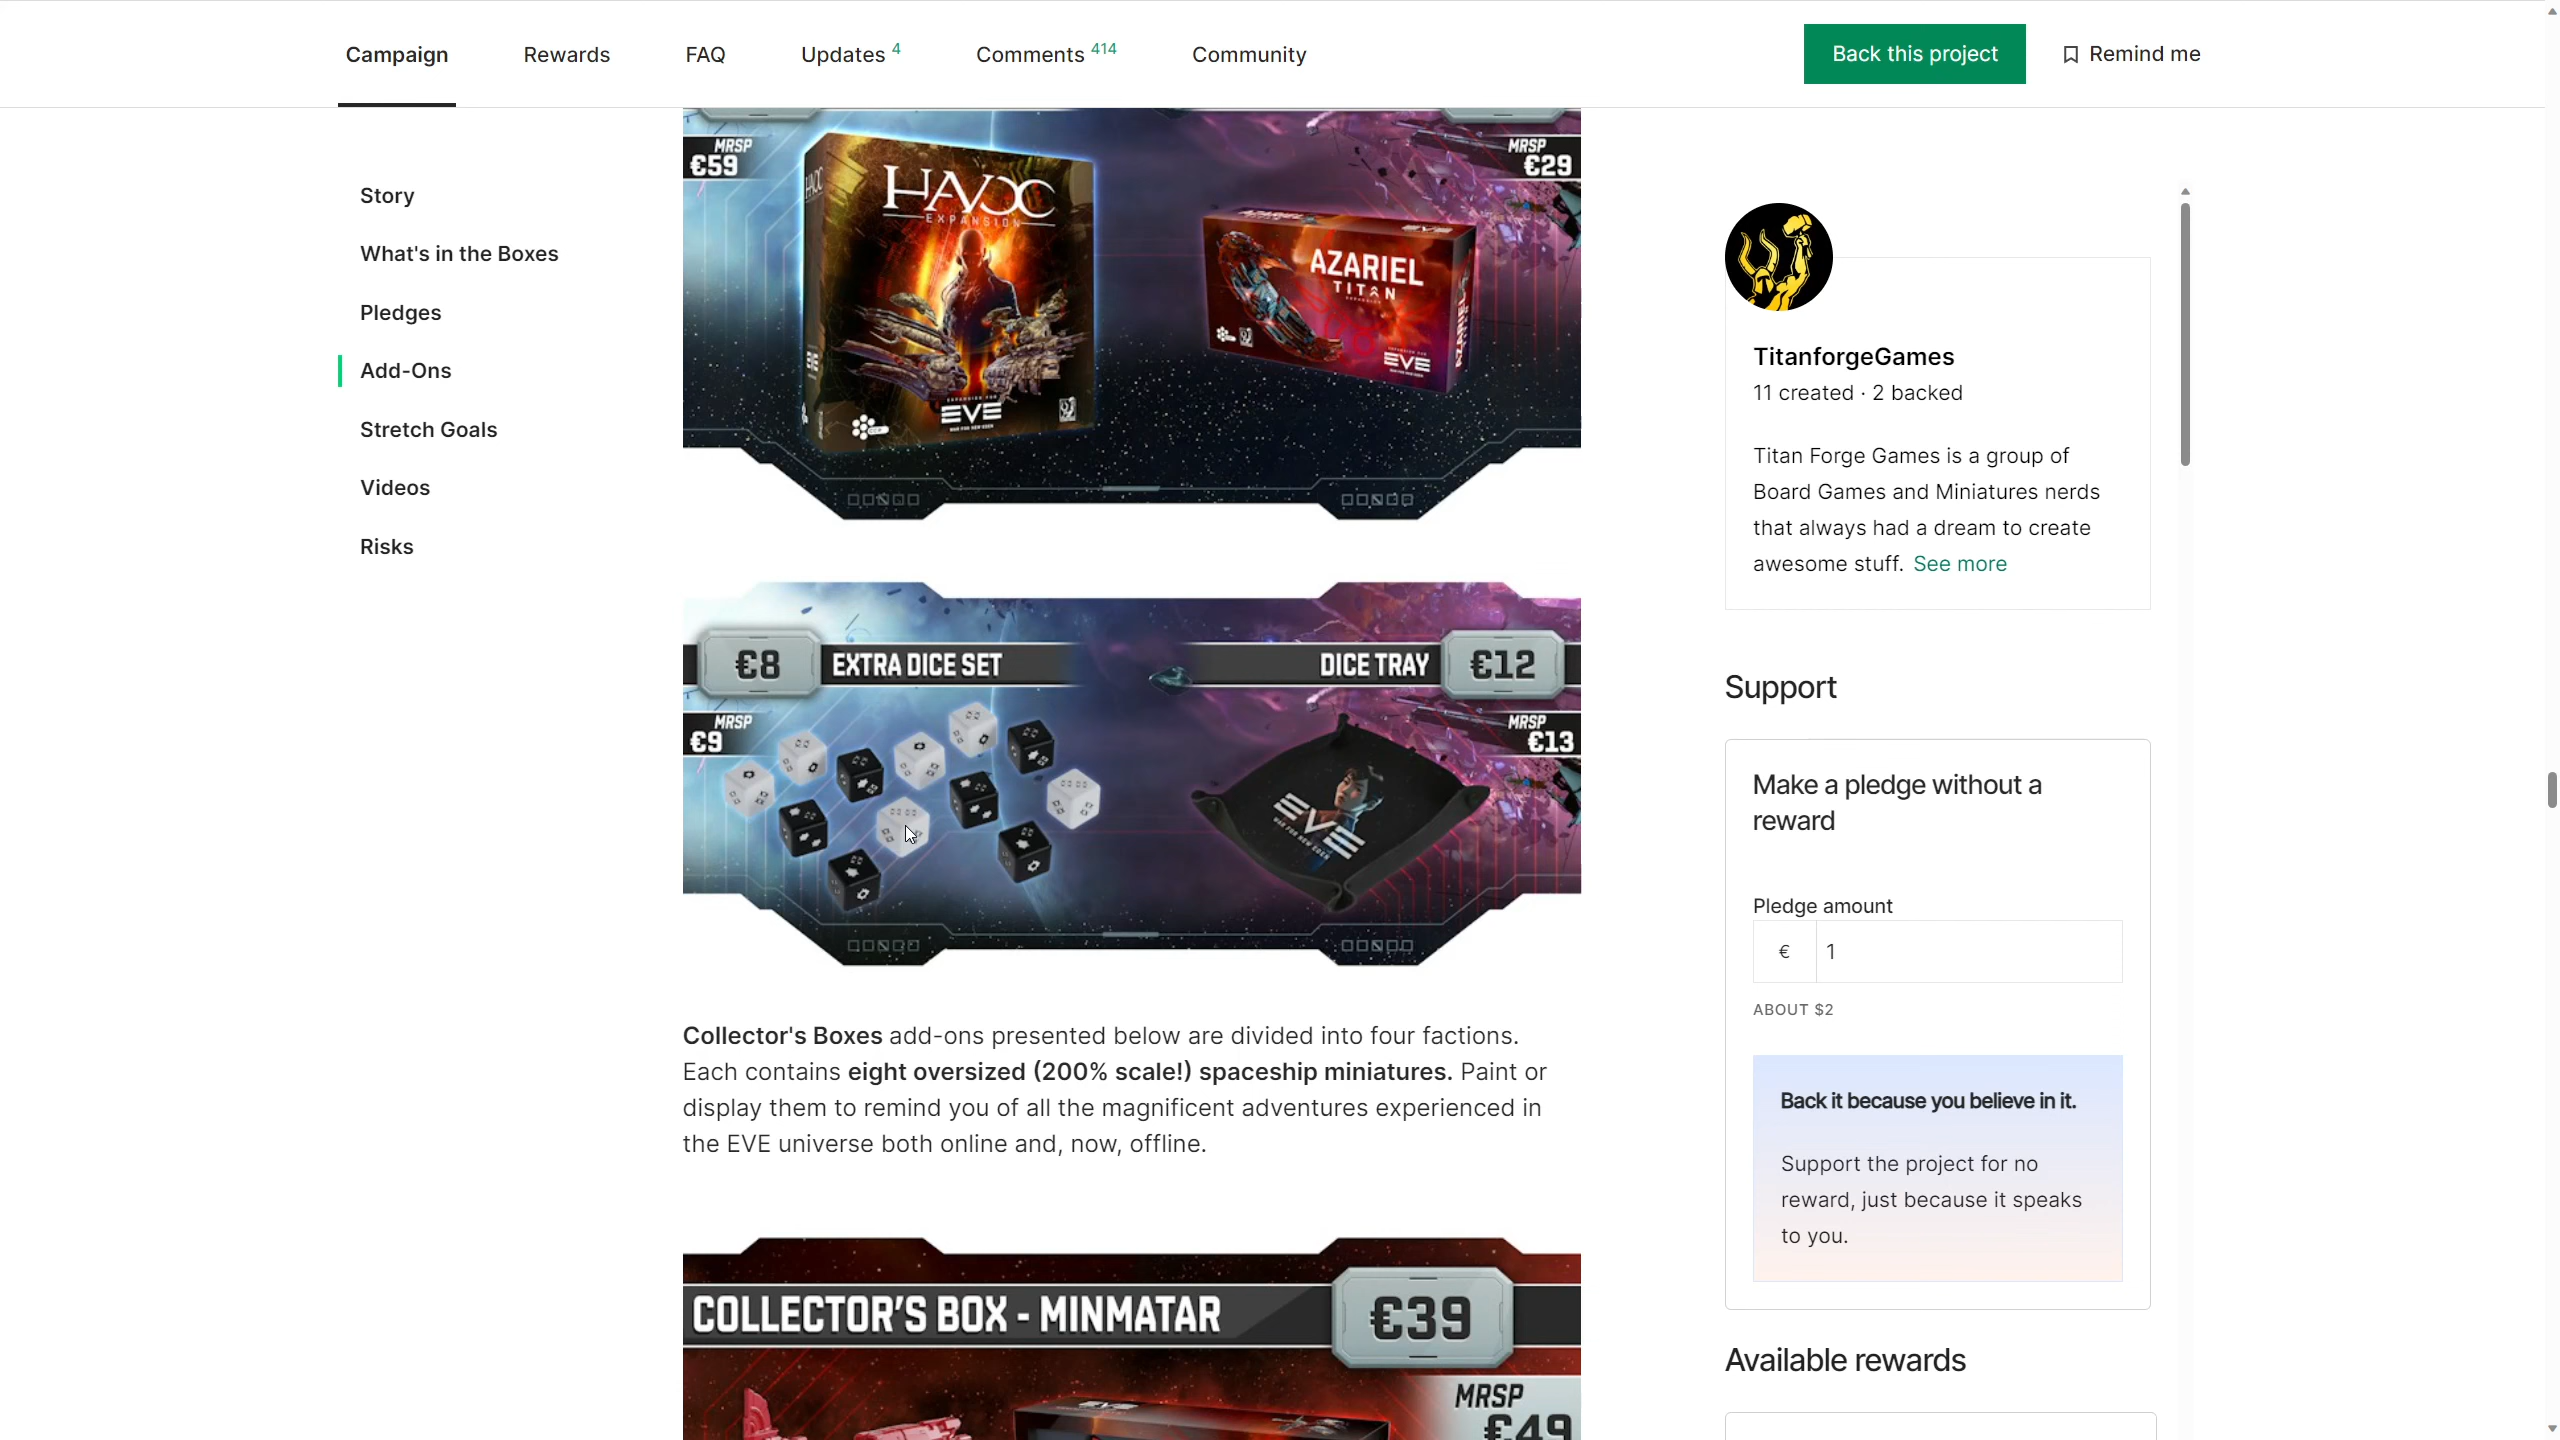 Campaign
Rewards
FAQ
Updates 4
Comments 414
Community
Back this project
Remind me
Story
What's in the Boxes
Pledges
Add-Ons
Stretch Goals
Videos
Risks
MRSP
€59
HAVOC
EXPANSION
EVE
MRSP
€29
AZARIEL
TITAN
EVE
€8
EXTRA DICE SET
DICE TRAY
€12
MRSP
€9
MRSP
€13
EVE
WAR FOR NEW EDEN
Collector's Boxes add-ons presented below are divided into four factions.
Each contains eight oversized (200% scale!) spaceship miniatures. Paint or
display them to remind you of all the magnificent adventures experienced in
the EVE universe both online and, now, offline.
COLLECTOR'S BOX - MINMATAR
€39
MRSP
€49
TitanforgeGames
11 created · 2 backed
Titan Forge Games is a group of
Board Games and Miniatures nerds
that always had a dream to create
awesome stuff. See more
Support
Make a pledge without a
reward
Pledge amount
€
1
ABOUT $2
Back it because you believe in it.
Support the project for no
reward, just because it speaks
to you.
Available rewards